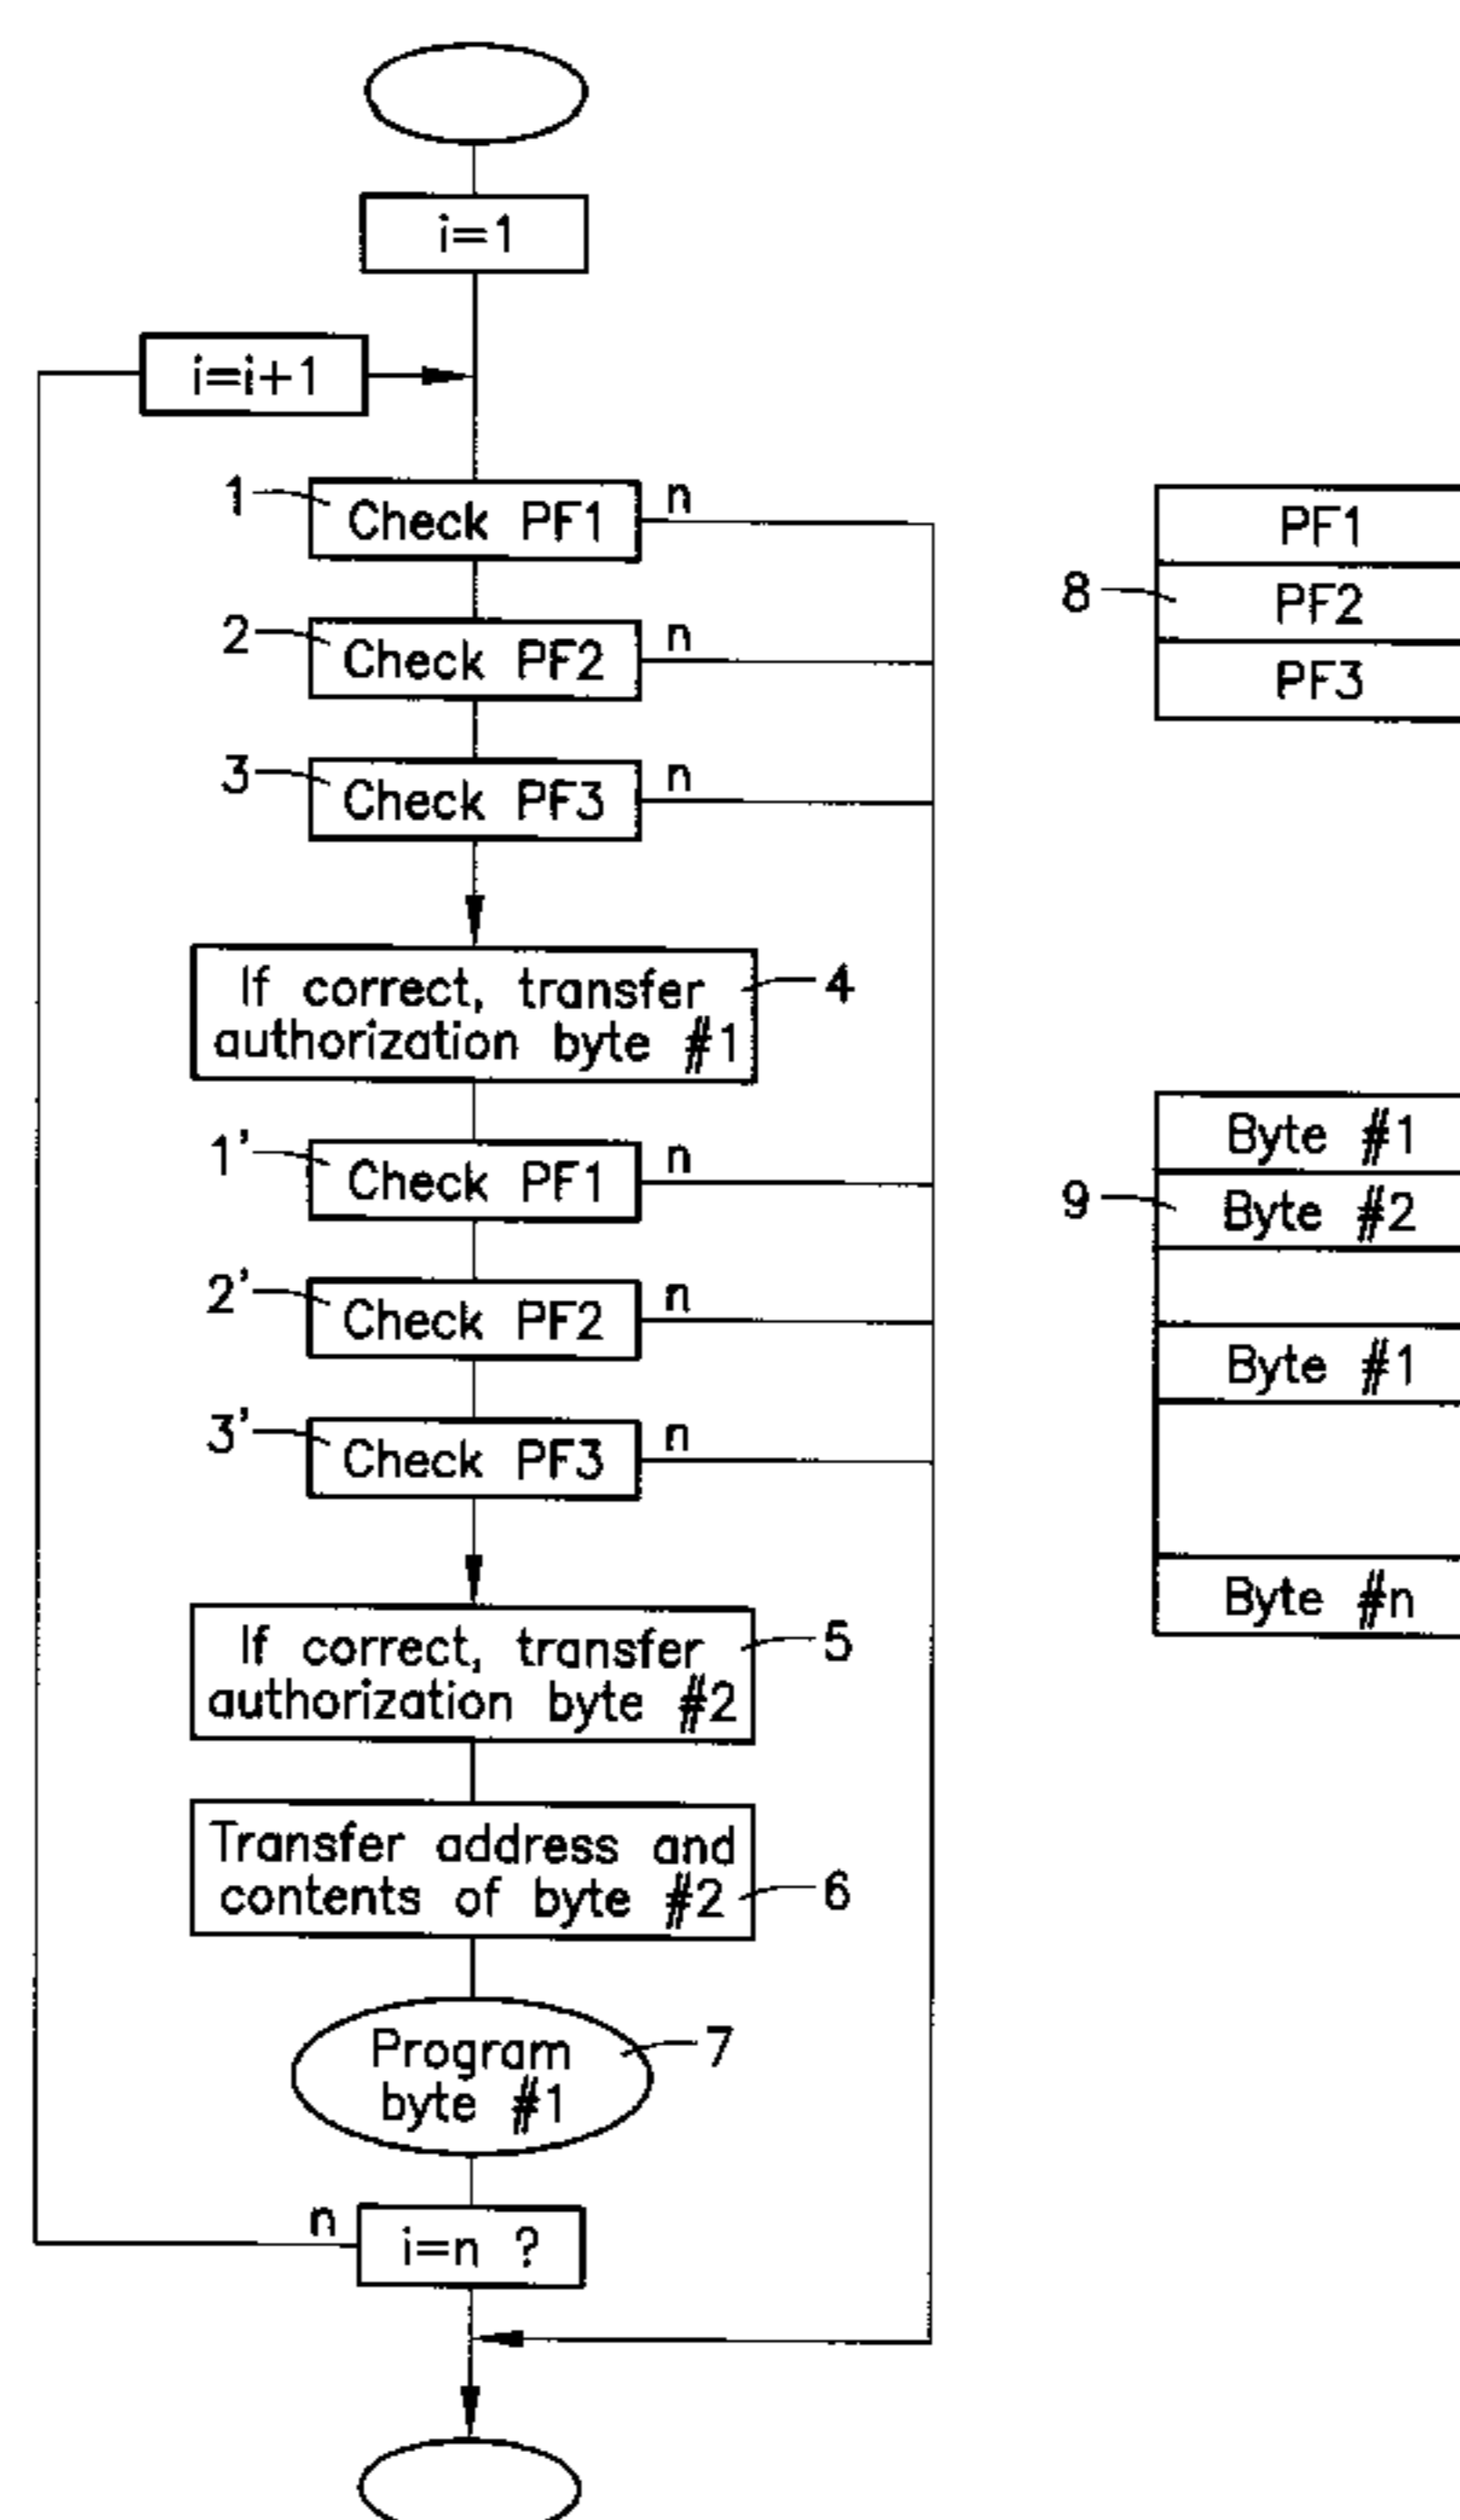 i=1
i=i+1
1
Check PF1
n
2
Check PF2
n
3
Check PF3
n
If correct, transfer
authorization byte #1
4
1'
Check PF1
n
2'
Check PF2
n
3'
Check PF3
n
If correct, transfer
authorization byte #2
5
Transfer address and
contents of byte #2
6
Program
byte #1
7
n
i=n ?
PF1
8
PF2
PF3
Byte #1
9
Byte #2
Byte #1
Byte #n